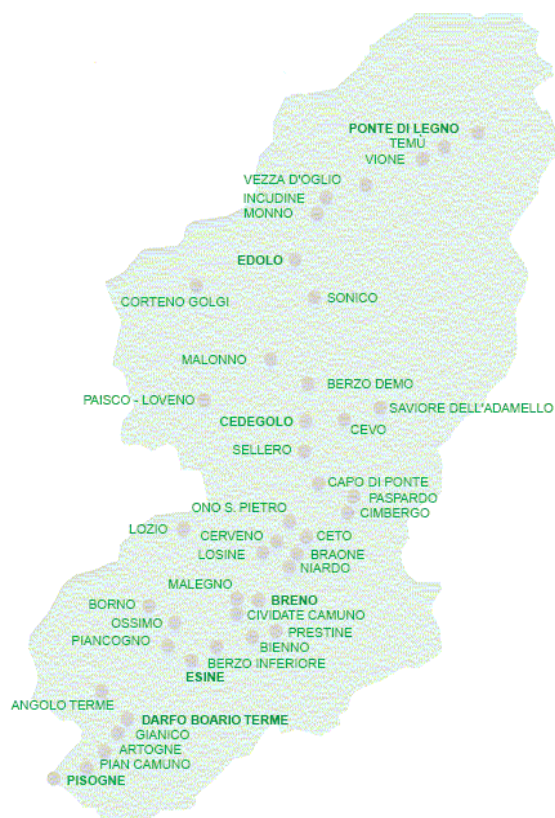 PONTE DI LEGNO
TEMÙ
VIONE
VEZZA D'OGLIO
INCUDINE
MONNO
EDOLO
CORTENO GOLGI
SONICO
MALONNO
BERZO DEMO
PAISCO - LOVENO
SAVIORE DELL'ADAMELLO
CEDEGOLO
CEVO
SELLERO
CAPO DI PONTE
PASPARDO
ONO S. PIETRO
CIMBERGO
LOZIO
CERVENO
CETO
LOSINE
BRAONE
NIARDO
MALEGNO
BRENO
BORNO
CIVIDATE CAMUNO
OSSIMO
PRESTINE
PIANCOGNO
BIENNO
BERZO INFERIORE
ESINE
ANGOLO TERME
DARFO BOARIO TERME
GIANICO
ARTOGNE
PIAN CAMUNO
PISOGNE